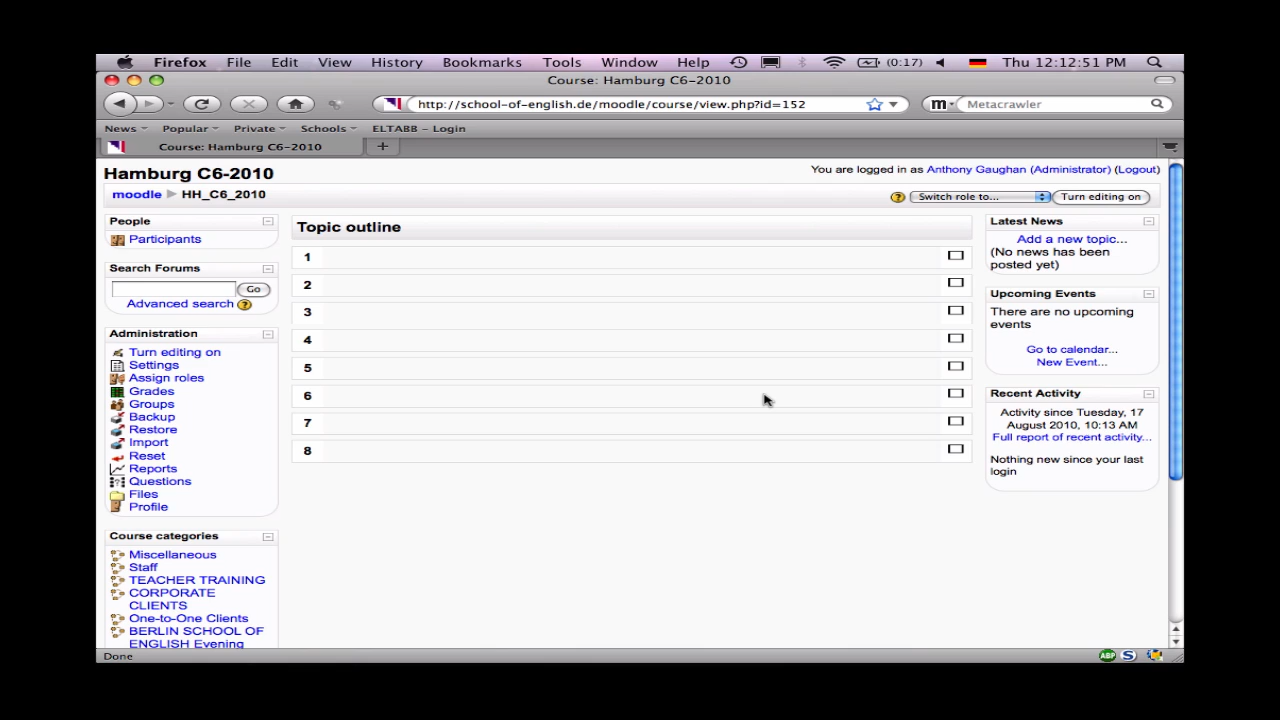 Firefox File Edit View History Bookmarks Tools Window Help (0:17) Thu 12:12:51 PM
Course: Hamburg C6-2010
http://school-of-english.de/moodle/course/view.php?id=152
m Metacrawler
News Popular Private Schools ELTABB - Login
Course: Hamburg C6-2010 +
Hamburg C6-2010
You are logged in as Anthony Gaughan (Administrator) (Logout)
moodle ► HH_C6_2010
? Switch role to... Turn editing on
People
Participants
Search Forums
Go
Advanced search ?
Administration
Turn editing on
Settings
Assign roles
Grades
Groups
Backup
Restore
Import
Reset
Reports
Questions
Files
Profile
Course categories
Miscellaneous
Staff
TEACHER TRAINING
CORPORATE
CLIENTS
One-to-One Clients
BERLIN SCHOOL OF
ENGLISH Evening
Topic outline
1
2
3
4
5
6
7
8
Latest News
Add a new topic...
(No news has been
posted yet)
Upcoming Events
There are no upcoming
events
Go to calendar...
New Event...
Recent Activity
Activity since Tuesday, 17
August 2010, 10:13 AM
Full report of recent activity...
Nothing new since your last
login
Done
ABP S